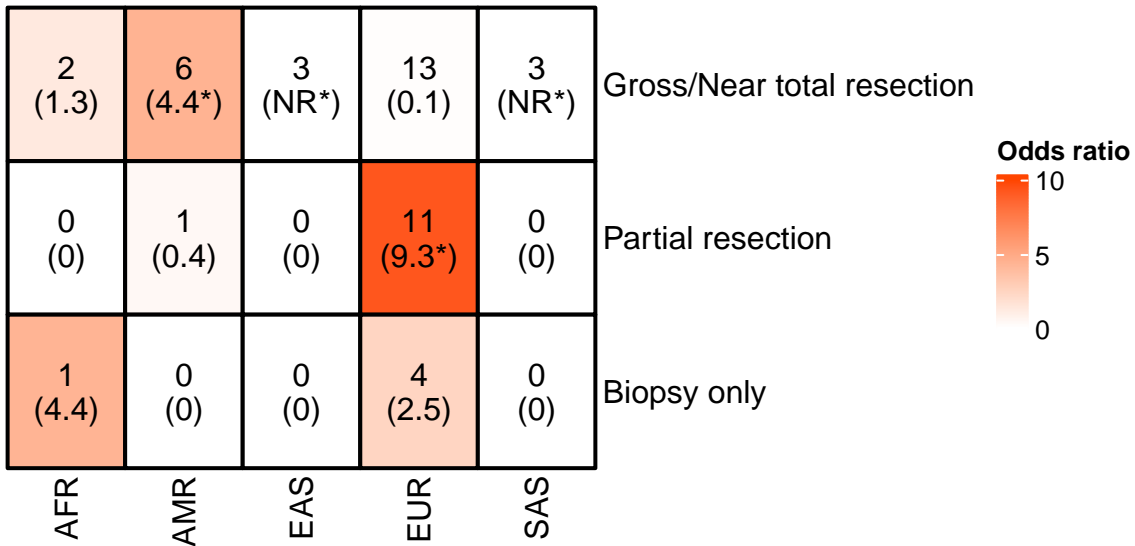 2 6 3 13 3
(1.3) (4.4*) (NR*) (0.1) (NR*)
Gross/Near total resection
0 1 0 11 0
(0) (0.4) (0) (9.3*) (0)
Partial resection
1 0 0 4 0
(4.4) (0) (0) (2.5) (0)
Biopsy only
AFR AMR EAS EUR SAS
Odds ratio
10
5
0